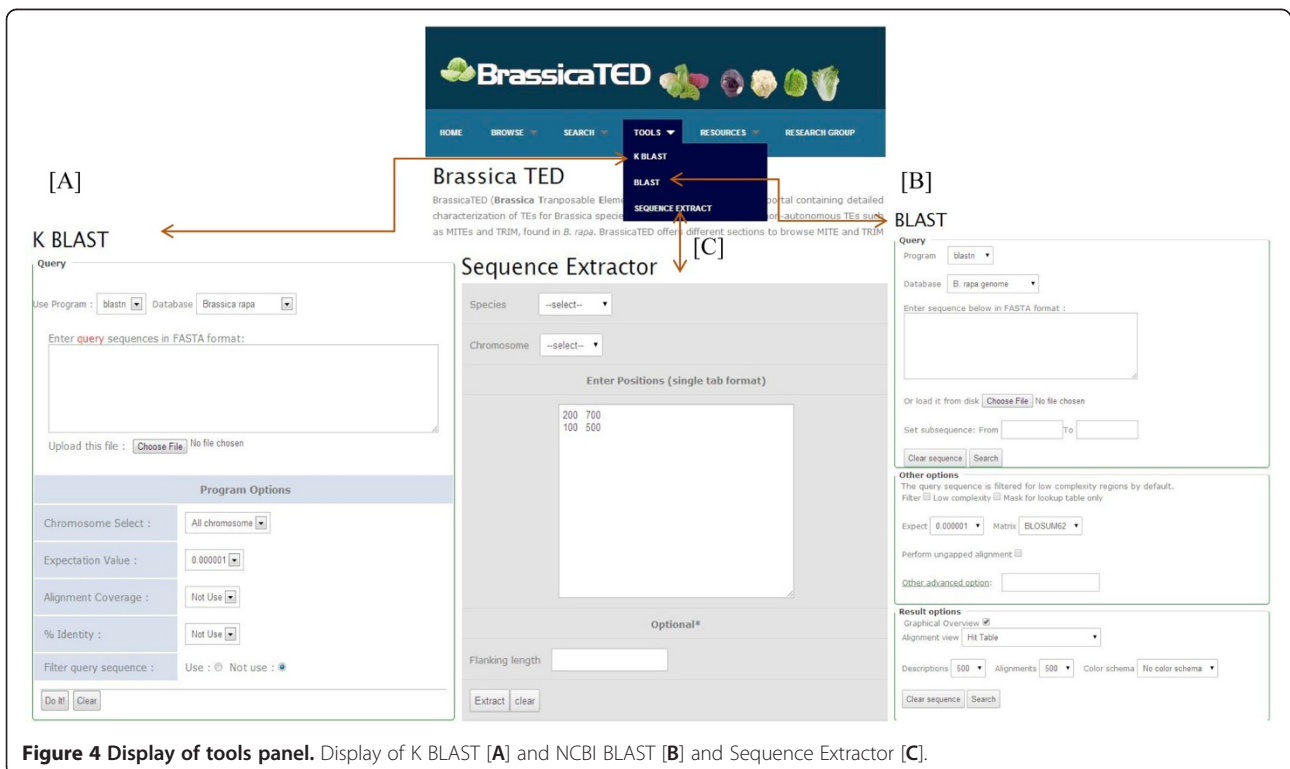 BrassicaTED
HOME BROWSE SEARCH TOOLS RESOURCES RESEARCH GROUP
K BLAST
BLAST
SEQUENCE EXTRACT
Brassica TED
BrassicaTED (Brassica Tranposable Eleme ortal containing detailed
characterization of TEs for Brassica specie on-autonomous TEs such
as MITEs and TRIM, found in B. rapa. BrassicaTED offers different sections to browse MITE and TRIM
[A]
K BLAST
Query
Use Program : blastn Database Brassica rapa
Enter query sequences in FASTA format:
Upload this file : Choose File No file chosen
Program Options
Chromosome Select : All chromosome
Expectation Value : 0.000001
Alignment Coverage : Not Use
% Identity : Not Use
Filter query sequence : Use : Not use :
Do It! Clear
[C]
Sequence Extractor
Species --select--
Chromosome --select--
Enter Positions (single tab format)
200 700
100 500
Optional*
Flanking length
Extract clear
[B]
BLAST
Query
Program blastn
Database B. rapa genome
Enter sequence below in FASTA format :
Or load it from disk Choose File No file chosen
Set subsequence: From To
Clear sequence Search
Other options
The query sequence is filtered for low complexity regions by default.
Filter Low complexity Mask for lookup table only
Expect 0.000001 Matrix BLOSUM62
Perform ungapped alignment
Other advanced option:
Result options
Graphical Overview
Alignment view Hit Table
Descriptions 500 Alignments 500 Color schema No color schema
Clear sequence Search
Figure 4 Display of tools panel. Display of K BLAST [A] and NCBI BLAST [B] and Sequence Extractor [C].